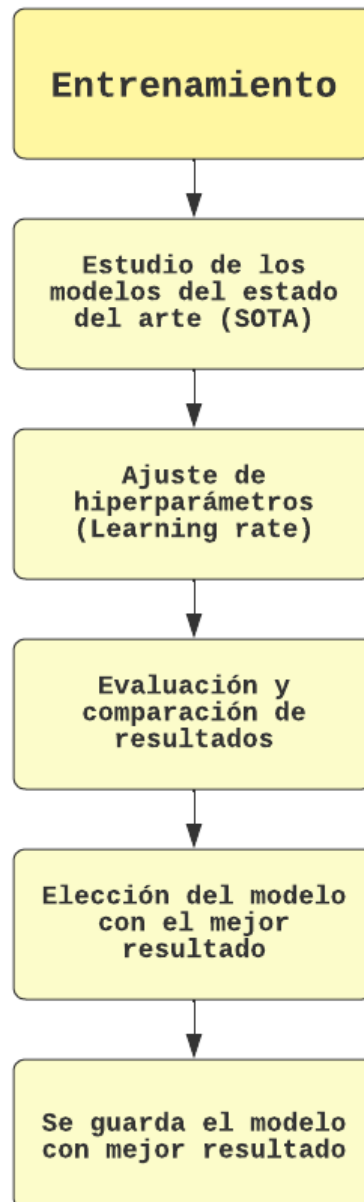 Entrenamiento
Estudio de los
modelos del estado
del arte (SOTA)
Ajuste de
hiperparámetros
(Learning rate)
Evaluación y
comparación de
resultados
Elección del modelo
con el mejor
resultado
Se guarda el modelo
con mejor resultado